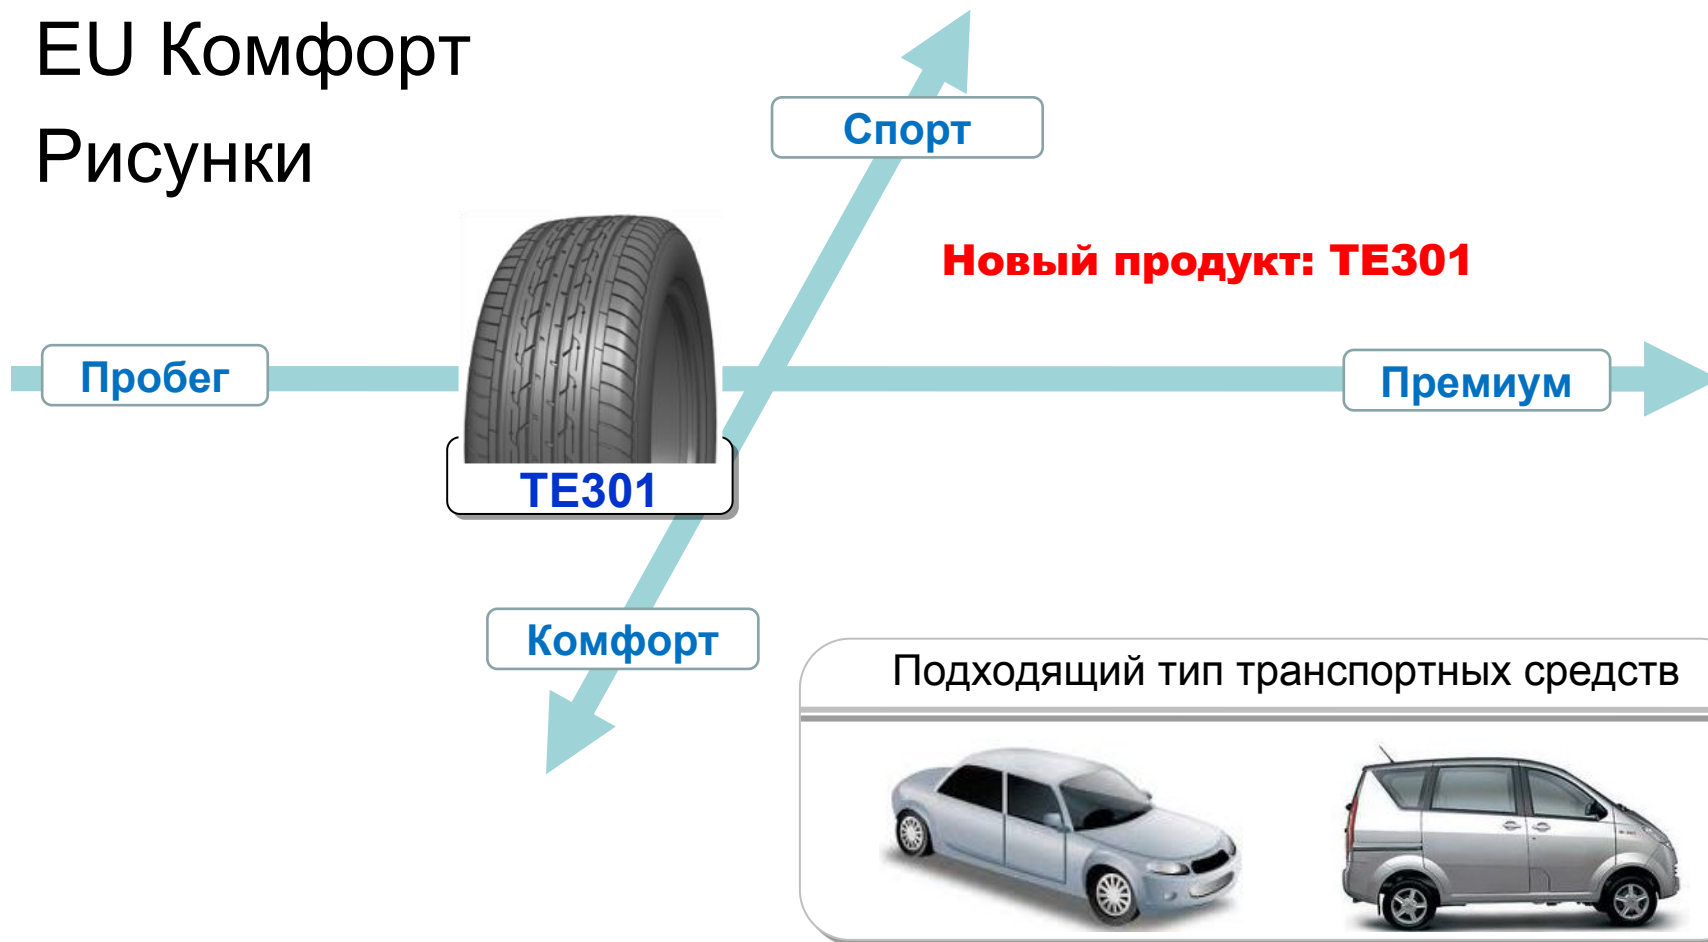 EU Комфорт
Рисунки
Спорт
Новый продукт: TE301
Пробег
Премиум
TE301
Комфорт
Подходящий тип транспортных средств